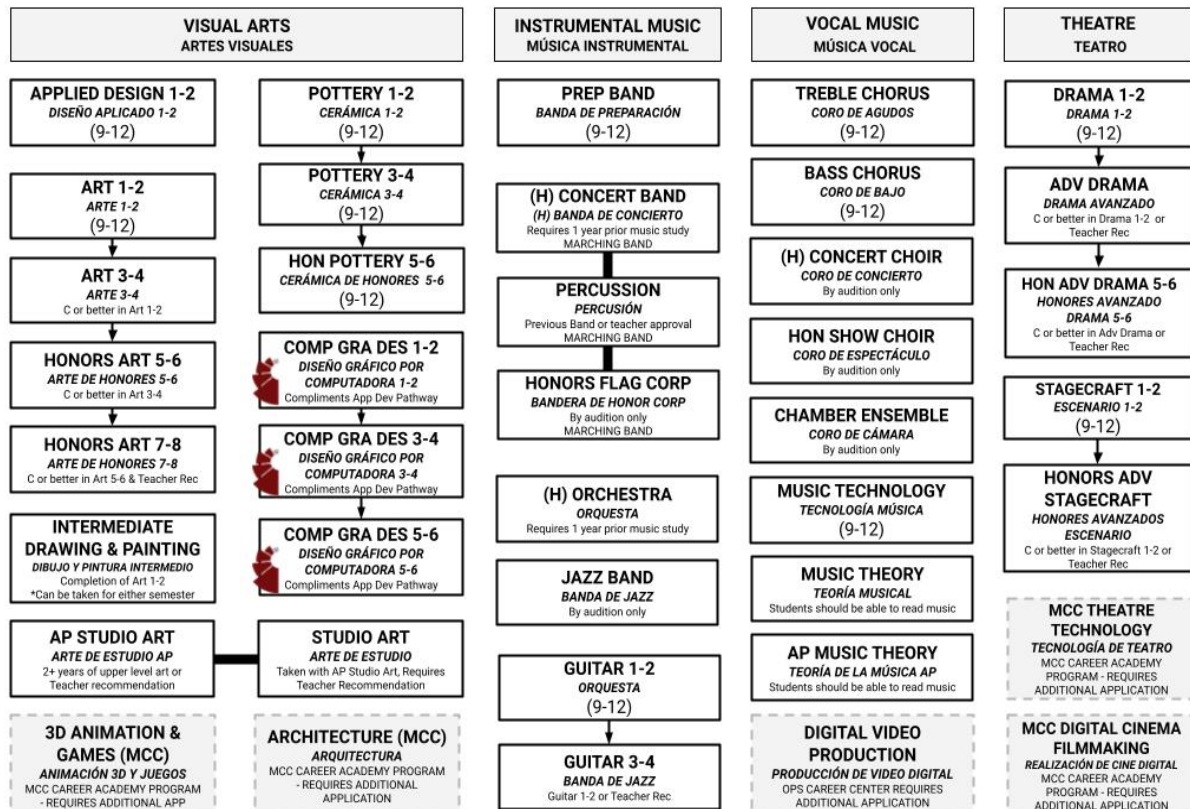 VISUAL ARTS
ARTES VISUALES
APPLIED DESIGN 1-2
DISEÑO APLICADO 1-2
(9-12)
ART 1-2
ARTE 1-2
(9-12)
ART 3-4
ARTE 3-4
C or better in Art 1-2
HONORS ART 5-6
ARTE DE HONORES 5-6
C or better in Art 3-4
HONORS ART 7-8
ARTE DE HONORES 7-8
C or better in Art 5-6 & Teacher Rec
INTERMEDIATE
DRAWING & PAINTING
DIBUJO Y PINTURA INTERMEDIO
Completion of Art 1-2
*Can be taken for either semester
AP STUDIO ART
ARTE DE ESTUDIO AP
2+ years of upper level art or
Teacher recommendation
3D ANIMATION &
GAMES (MCC)
ANIMACIÓN 3D Y JUEGOS
MCC CAREER ACADEMY PROGRAM
- REQUIRES ADDITIONAL APP
POTTERY 1-2
CERÁMICA 1-2
(9-12)
POTTERY 3-4
CERÁMICA 3-4
(9-12)
HON POTTERY 5-6
CERÁMICA DE HONORES 5-6
(9-12)
COMP GRA DES 1-2
DISEÑO GRÁFICO POR
COMPUTADORA 1-2
Compliments App Dev Pathway
COMP GRA DES 3-4
DISEÑO GRÁFICO POR
COMPUTADORA 3-4
Compliments App Dev Pathway
COMP GRA DES 5-6
DISEÑO GRÁFICO POR
COMPUTADORA 5-6
Compliments App Dev Pathway
STUDIO ART
ARTE DE ESTUDIO
Taken with AP Studio Art, Requires
Teacher Recommendation
ARCHITECTURE (MCC)
ARQUITECTURA
MCC CAREER ACADEMY PROGRAM
- REQUIRES ADDITIONAL
APPLICATION
INSTRUMENTAL MUSIC
MÚSICA INSTRUMENTAL
PREP BAND
BANDA DE PREPARACIÓN
(9-12)
(H) CONCERT BAND
(H) BANDA DE CONCIERTO
Requires 1 year prior music study
MARCHING BAND
PERCUSSION
PERCUSIÓN
Previous Band or teacher approval
MARCHING BAND
HONORS FLAG CORP
BANDERA DE HONOR CORP
By audition only
MARCHING BAND
(H) ORCHESTRA
ORQUESTA
Requires 1 year prior music study
JAZZ BAND
BANDA DE JAZZ
By audition only
GUITAR 1-2
ORQUESTA
(9-12)
GUITAR 3-4
BANDA DE JAZZ
Guitar 1-2 or Teacher Rec
VOCAL MUSIC
MÚSICA VOCAL
TREBLE CHORUS
CORO DE AGUDOS
(9-12)
BASS CHORUS
CORO DE BAJO
(9-12)
(H) CONCERT CHOIR
CORO DE CONCIERTO
By audition only
HON SHOW CHOIR
CORO DE ESPECTÁCULO
By audition only
CHAMBER ENSEMBLE
CORO DE CÁMARA
By audition only
MUSIC TECHNOLOGY
TECNOLOGÍA MÚSICA
(9-12)
MUSIC THEORY
TEORÍA MUSICAL
Students should be able to read music
AP MUSIC THEORY
TEORÍA DE LA MÚSICA AP
Students should be able to read music
DIGITAL VIDEO
PRODUCTION
PRODUCCIÓN DE VIDEO DIGITAL
OPS CAREER CENTER REQUIRES
ADDITIONAL APPLICATION
THEATRE
TEATRO
DRAMA 1-2
DRAMA 1-2
(9-12)
ADV DRAMA
DRAMA AVANZADO
C or better in Drama 1-2 or
Teacher Rec
HON ADV DRAMA 5-6
HONORES AVANZADO
DRAMA 5-6
C or better in Adv Drama or
Teacher Rec
STAGECRAFT 1-2
ESCENARIO 1-2
(9-12)
HONORS ADV
STAGECRAFT
HONORES AVANZADOS
ESCENARIO
C or better in Stagecraft 1-2 or
Teacher Rec
MCC THEATRE
TECHNOLOGY
TECNOLOGÍA DE TEATRO
MCC CAREER ACADEMY
PROGRAM - REQUIRES
ADDITIONAL APPLICATION
MCC DIGITAL CINEMA
FILMMAKING
REALIZACIÓN DE CINE DIGITAL
MCC CAREER ACADEMY
PROGRAM - REQUIRES
ADDITIONAL APPLICATION